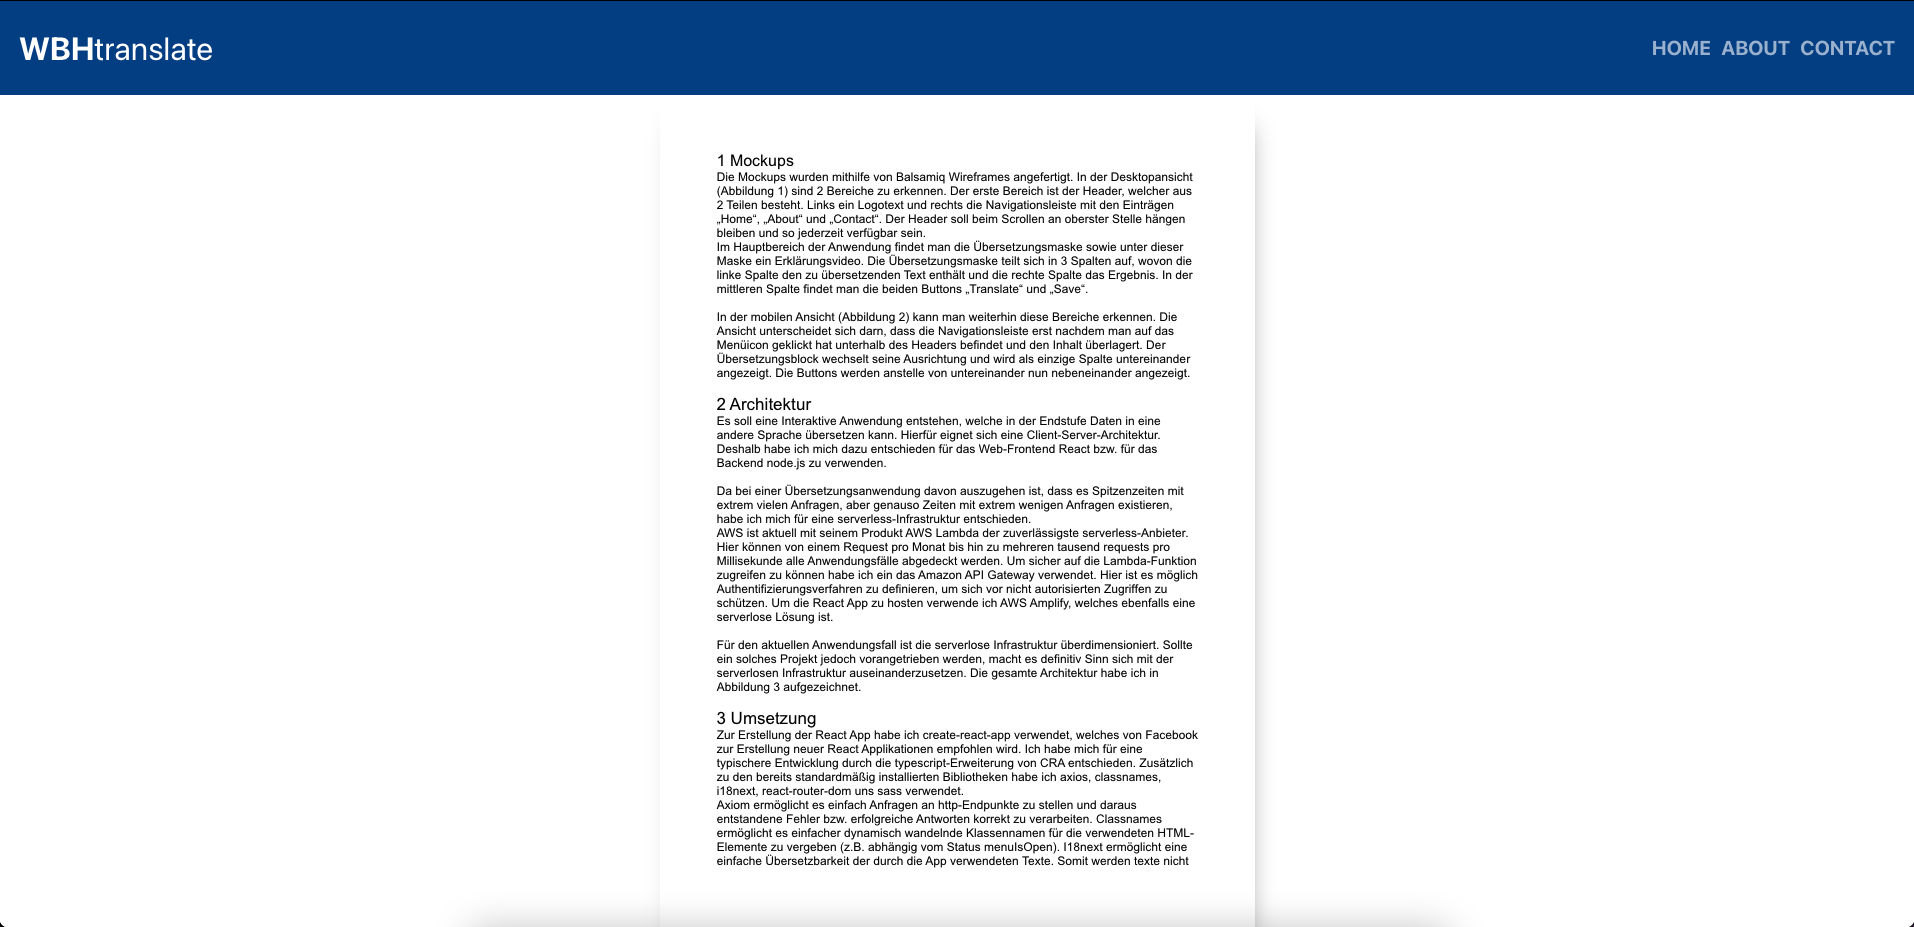 WBHtranslate
HOME ABOUT CONTACT
1 Mockups
Die Mockups wurden mithilfe von Balsamiq Wireframes angefertigt. In der Desktopansicht
(Abbildung 1) sind 2 Bereiche zu erkennen. Der erste Bereich ist der Header, welcher aus
2 Teilen besteht. Links ein Logotext und rechts die Navigationsleiste mit den Einträgen
„Home“, „About“ und „Contact“. Der Header soll beim Scrollen an oberster Stelle hängen
bleiben und so jederzeit verfügbar sein.
Im Hauptbereich der Anwendung findet man die Übersetzungsmaske sowie unter dieser
Maske ein Erklärungsvideo. Die Übersetzungsmaske teilt sich in 3 Spalten auf, wovon die
linke Spalte den zu übersetzenden Text enthält und die rechte Spalte das Ergebnis. In der
mittleren Spalte findet man die beiden Buttons „Translate“ und „Save“.
In der mobilen Ansicht (Abbildung 2) kann man weiterhin diese Bereiche erkennen. Die
Ansicht unterscheidet sich darn, dass die Navigationsleiste erst nachdem man auf das
Menüicon geklickt hat unterhalb des Headers befindet und den Inhalt überlagert. Der
Übersetzungsblock wechselt seine Ausrichtung und wird als einzige Spalte untereinander
angezeigt. Die Buttons werden anstelle von untereinander nun nebeneinander angezeigt.
2 Architektur
Es soll eine Interaktive Anwendung entstehen, welche in der Endstufe Daten in eine
andere Sprache übersetzen kann. Hierfür eignet sich eine Client-Server-Architektur.
Deshalb habe ich mich dazu entschieden für das Web-Frontend React bzw. für das
Backend node.js zu verwenden.
Da bei einer Übersetzungsanwendung davon auszugehen ist, dass es Spitzenzeiten mit
extrem vielen Anfragen, aber genauso Zeiten mit extrem wenigen Anfragen existieren,
habe ich mich für eine serverless-Infrastruktur entschieden.
AWS ist aktuell mit seinem Produkt AWS Lambda der zuverlässigste serverless-Anbieter.
Hier können von einem Request pro Monat bis hin zu mehreren tausend requests pro
Millisekunde alle Anwendungsfälle abgedeckt werden. Um sicher auf die Lambda-Funktion
zugreifen zu können habe ich ein das Amazon API Gateway verwendet. Hier ist es möglich
Authentifizierungsverfahren zu definieren, um sich vor nicht autorisierten Zugriffen zu
schützen. Um die React App zu hosten verwende ich AWS Amplify, welches ebenfalls eine
serverlose Lösung ist.
Für den aktuellen Anwendungsfall ist die serverlose Infrastruktur überdimensioniert. Sollte
ein solches Projekt jedoch vorangetrieben werden, macht es definitiv Sinn sich mit der
serverlosen Infrastruktur auseinanderzusetzen. Die gesamte Architektur habe ich in
Abbildung 3 aufgezeichnet.
3 Umsetzung
Zur Erstellung der React App habe ich create-react-app verwendet, welches von Facebook
zur Erstellung neuer React Applikationen empfohlen wird. Ich habe mich für eine
typischere Entwicklung durch die typescript-Erweiterung von CRA entschieden. Zusätzlich
zu den bereits standardmäßig installierten Bibliotheken habe ich axios, classnames,
i18next, react-router-dom uns sass verwendet.
Axiom ermöglicht es einfach Anfragen an http-Endpunkte zu stellen und daraus
entstandene Fehler bzw. erfolgreiche Antworten korrekt zu verarbeiten. Classnames
ermöglicht es einfacher dynamisch wandelnde Klassennamen für die verwendeten HTML-
Elemente zu vergeben (z.B. abhängig vom Status menuIsOpen). I18next ermöglicht eine
einfache Übersetzbarkeit der durch die App verwendeten Texte. Somit werden texte nicht